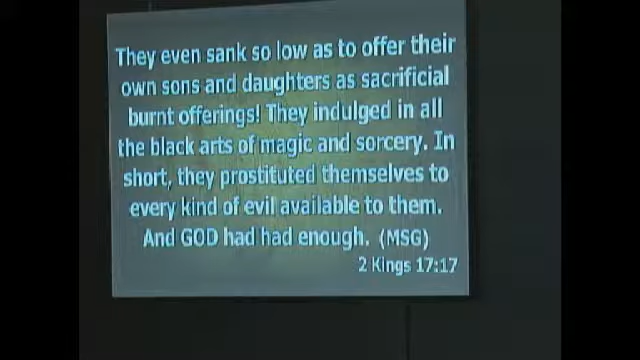 They even sank so low as to offer their
own sons and daughters as sacrificial
burnt offerings! They indulged in all
the black arts of magic and sorcery. In
short, they prostituted themselves to
every kind of evil available to them.
And GOD had had enough. (MSG)
2 Kings 17:17